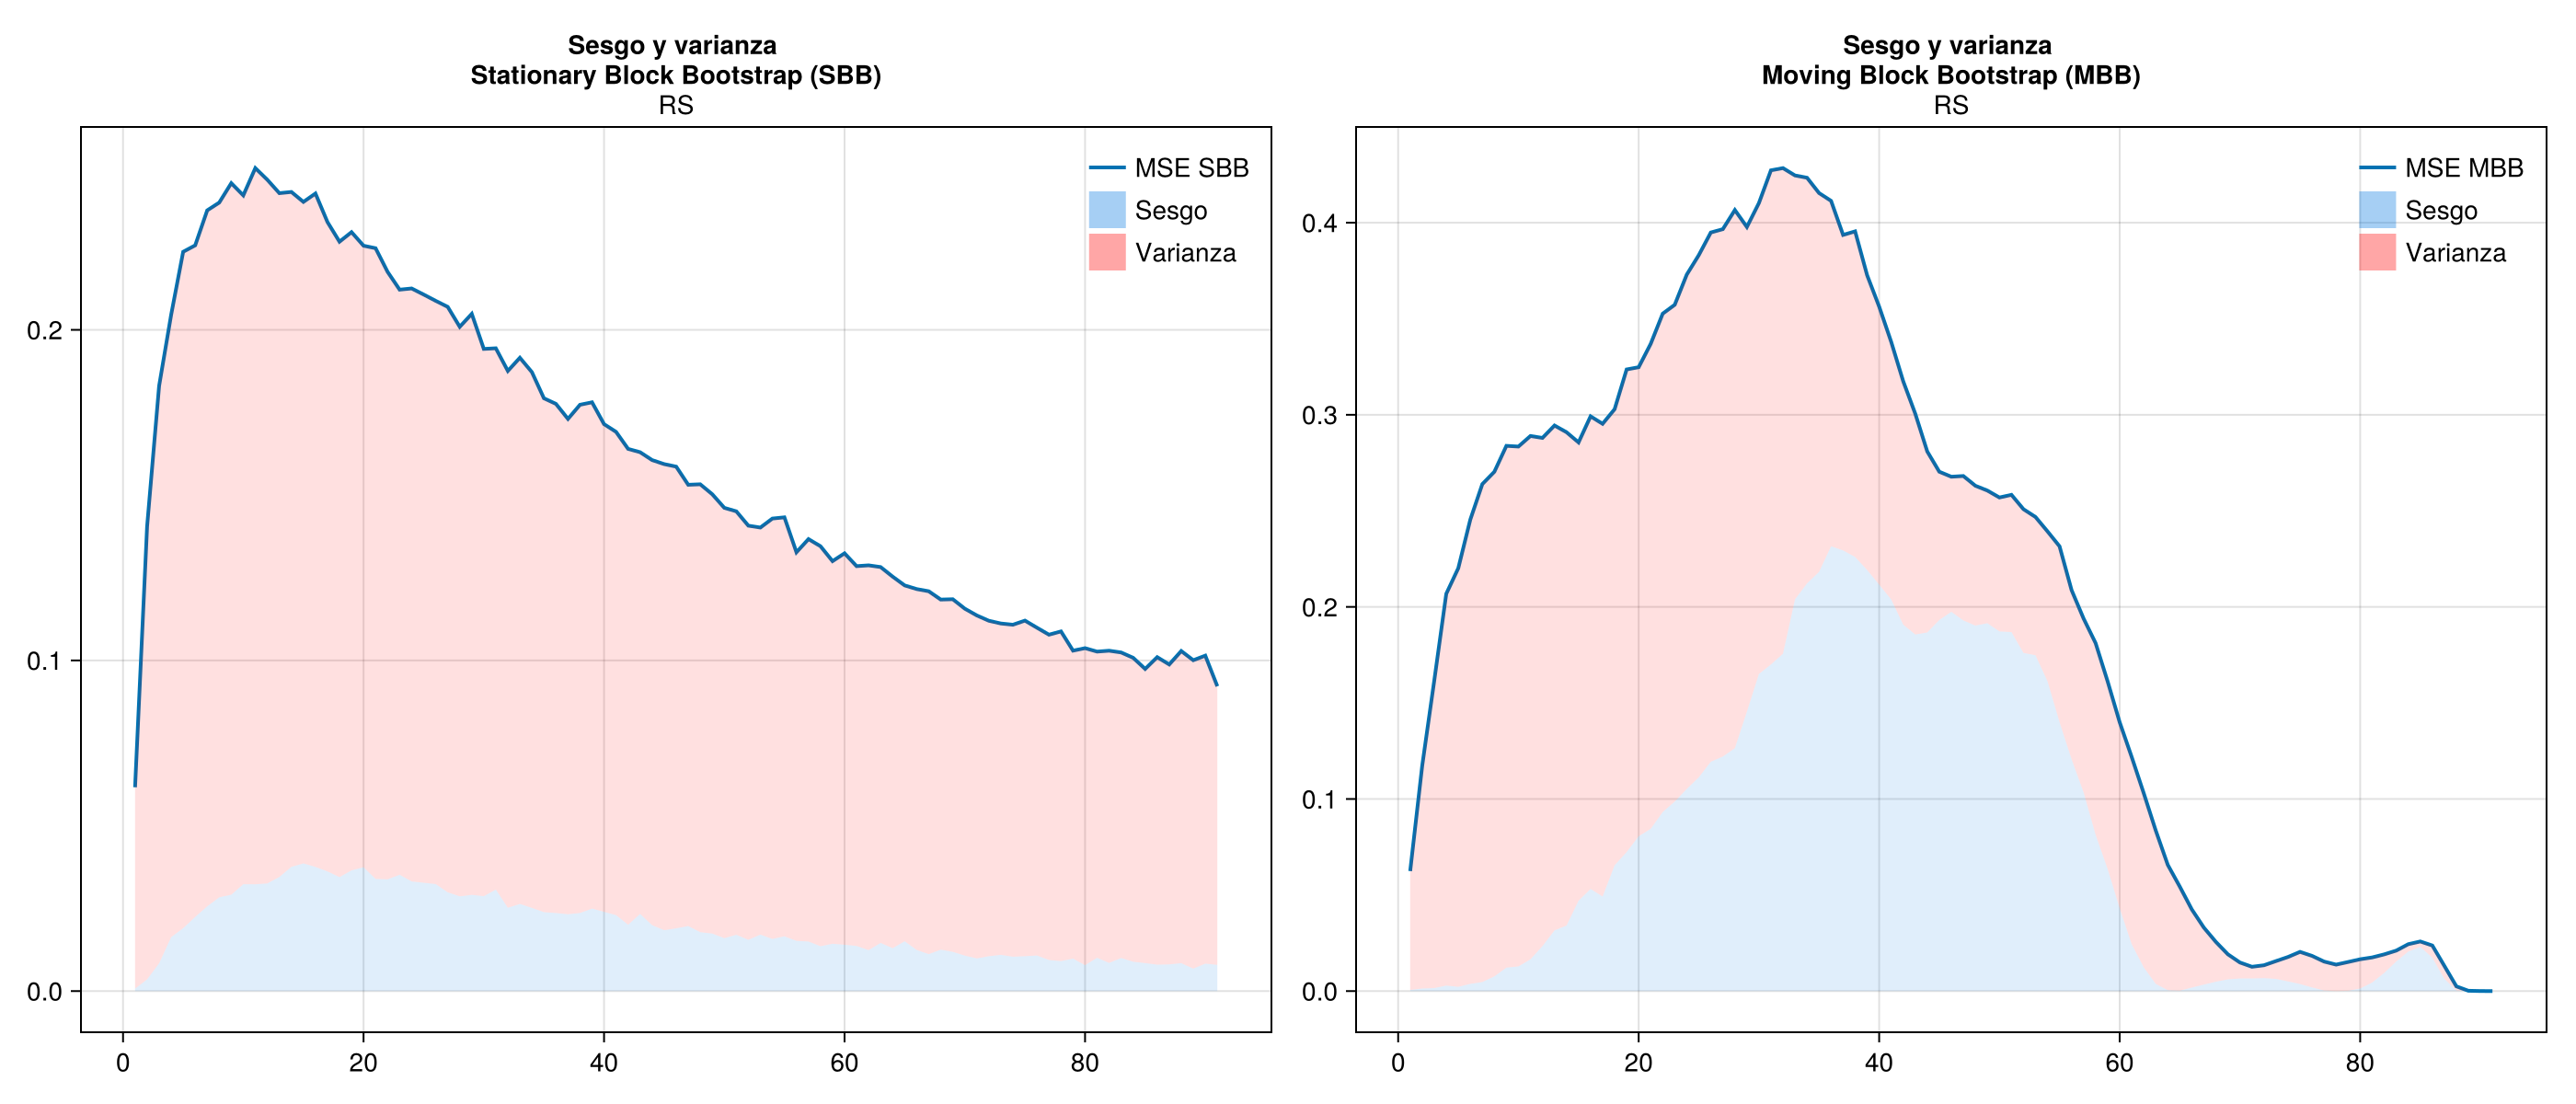 Sesgo y varianza
Stationary Block Bootstrap (SBB)
RS
MSE SBB
Sesgo
Varianza
0.2
0.1
0.0
0 20 40 60 80
Sesgo y varianza
Moving Block Bootstrap (MBB)
RS
MSE MBB
Sesgo
Varianza
0.4
0.3
0.2
0.1
0.0
0 20 40 60 80